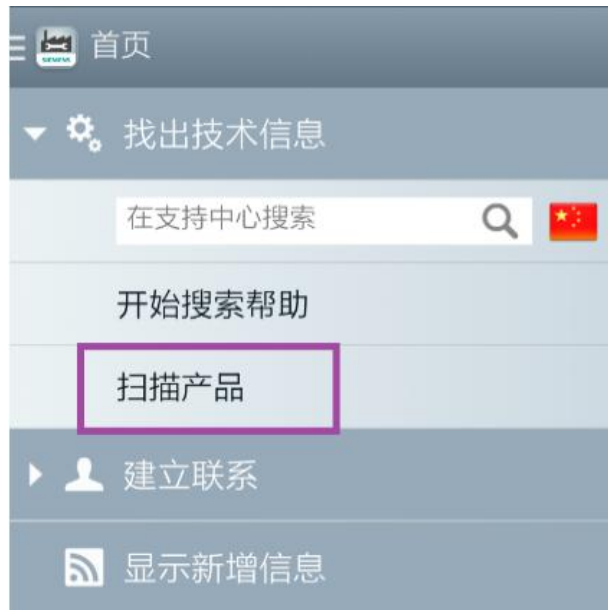 首页
找出技术信息
在支持中心搜索
开始搜索帮助
扫描产品
建立联系
显示新增信息